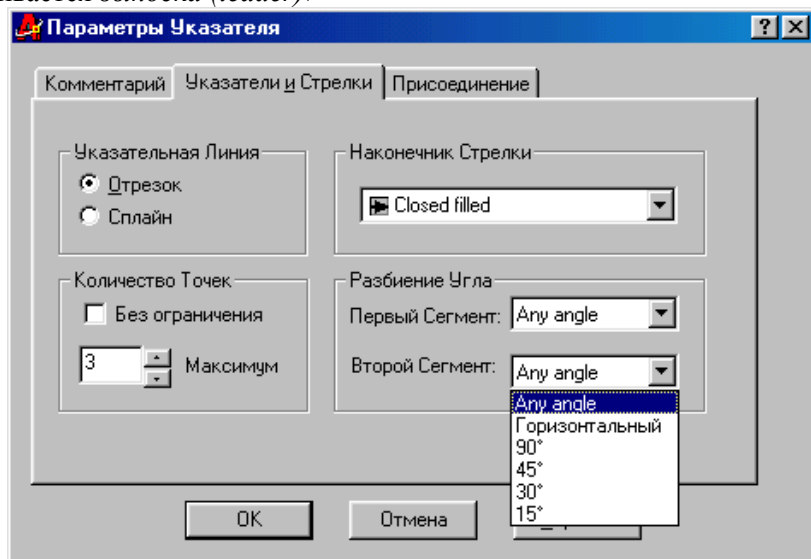 выноска (leader).
Параметры Указателя
Комментарий Указатели и Стрелки Присоединение
Указательная Линия
Отрезок
Сплайн
Наконечник Стрелки
Closed filled
Количество Точек
Без ограничения
3 Максимум
Разбиение Угла
Первый Сегмент: Any angle
Второй Сегмент: Any angle
Any angle
Горизонтальный
90°
45°
30°
15°
OK Отмена